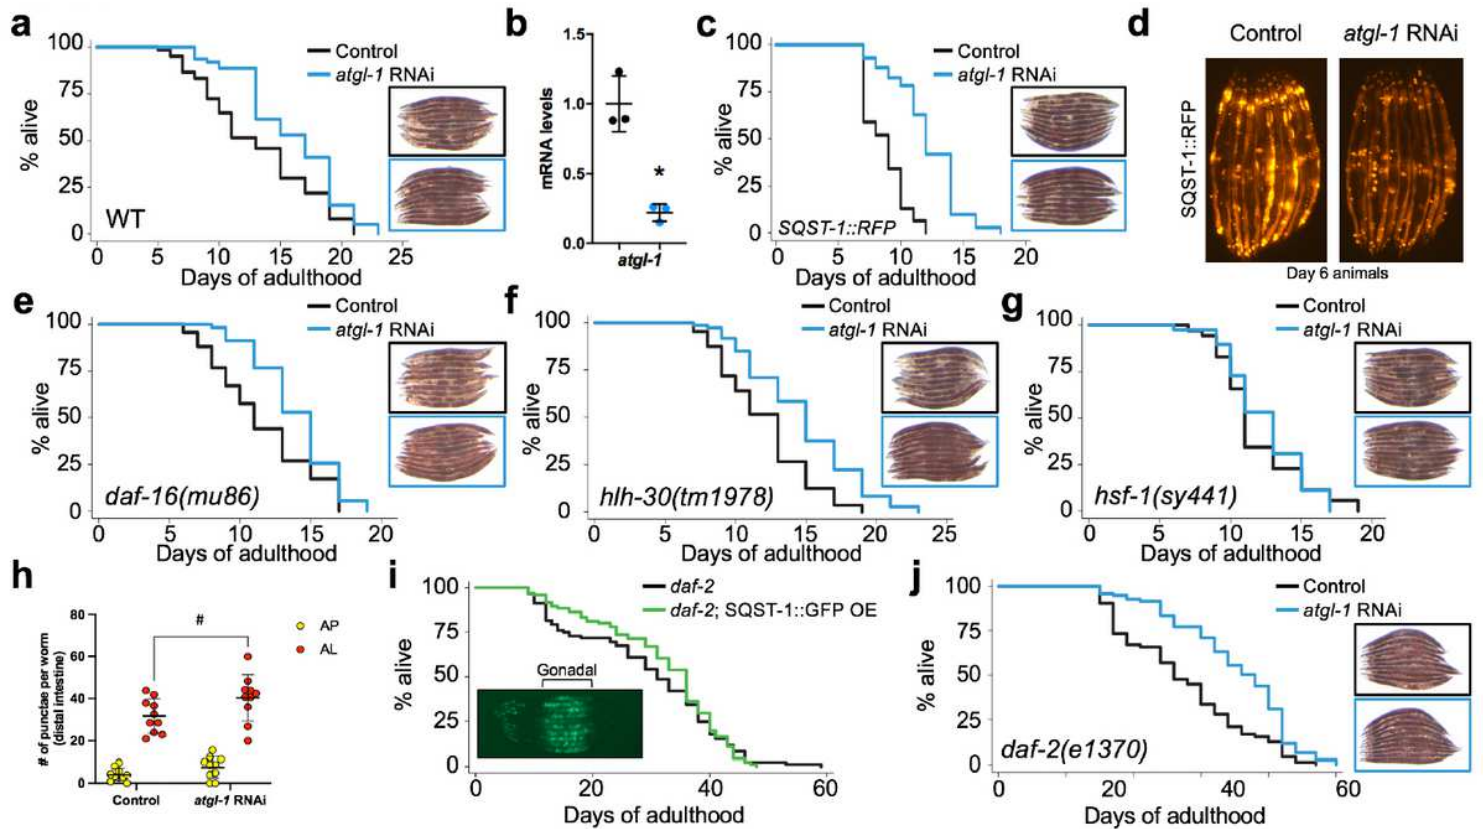 a
100
75
50
25
0
% alive
Control
atgl-1 RNAi
WT
0 5 10 15 20 25
Days of adulthood
b
1.5
1.0
0.5
0.0
mRNA levels
*
atgl-1
c
100
75
50
25
0
% alive
Control
atgl-1 RNAi
SQST-1::RFP
0 5 10 15 20
Days of adulthood
d
Control atgl-1 RNAi
SQST-1::RFP
Day 6 animals
e
100
75
50
25
0
% alive
Control
atgl-1 RNAi
daf-16(mu86)
0 5 10 15 20
Days of adulthood
f
100
75
50
25
0
% alive
Control
atgl-1 RNAi
hlh-30(tm1978)
0 5 10 15 20 25
Days of adulthood
g
100
75
50
25
0
% alive
Control
atgl-1 RNAi
hsf-1(sy441)
0 5 10 15 20
Days of adulthood
h
80
60
40
20
0
# of punctae per worm
(distal intestine)
#
AP
AL
Control atgl-1 RNAi
i
100
75
50
25
0
% alive
daf-2
daf-2; SQST-1::GFP OE
Gonadal
0 20 40 60
Days of adulthood
j
100
75
50
25
0
% alive
Control
atgl-1 RNAi
daf-2(e1370)
0 20 40 60
Days of adulthood